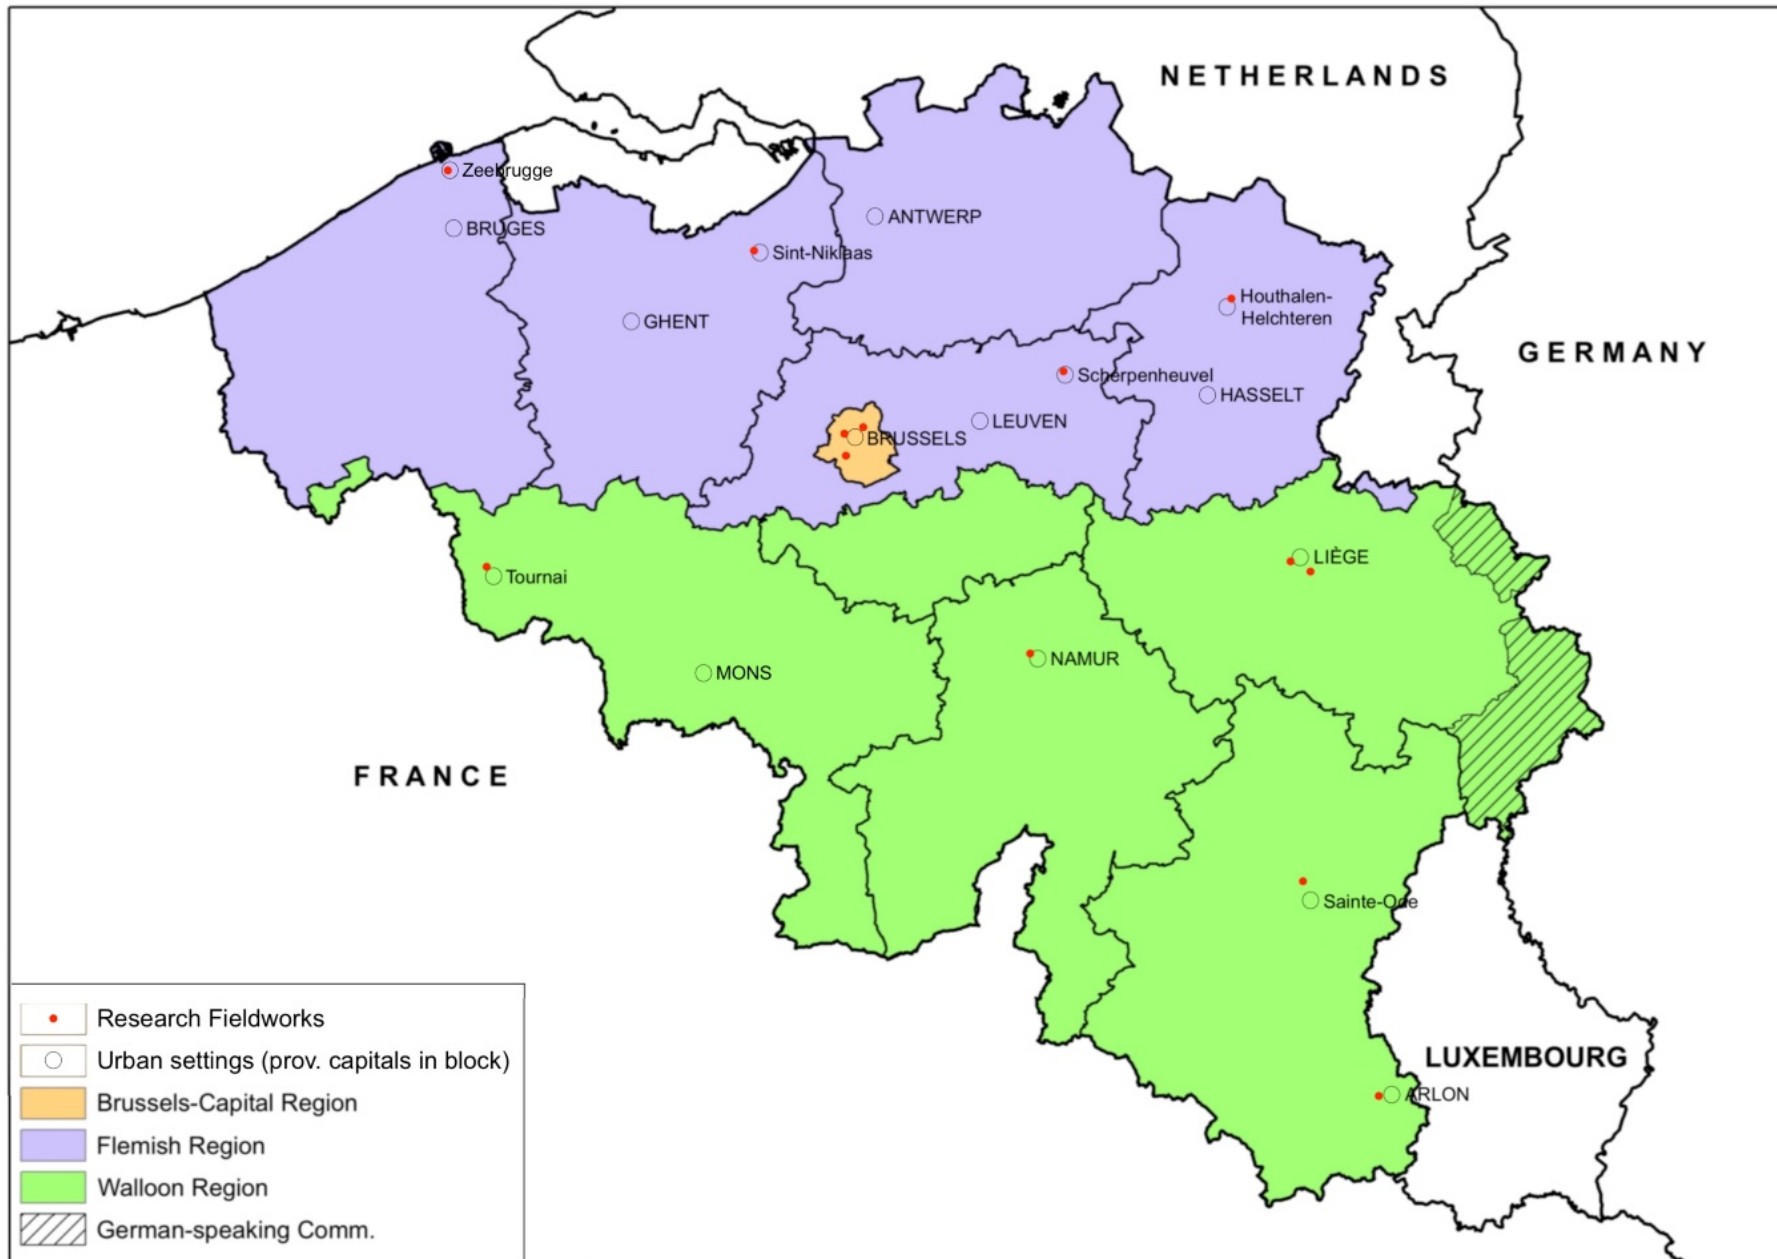 NETHERLANDS
Zeebrugge
BRUGES
ANTWERP
Sint-Niklaas
Houthalen-
Helchteren
GHENT
GERMANY
Scherpenheuvel
HASSELT
LEUVEN
BRUSSELS
LIÈGE
Tournai
NAMUR
MONS
FRANCE
Sainte-Ode
LUXEMBOURG
ARLON
Research Fieldworks
Urban settings (prov. capitals in block)
Brussels-Capital Region
Flemish Region
Walloon Region
German-speaking Comm.